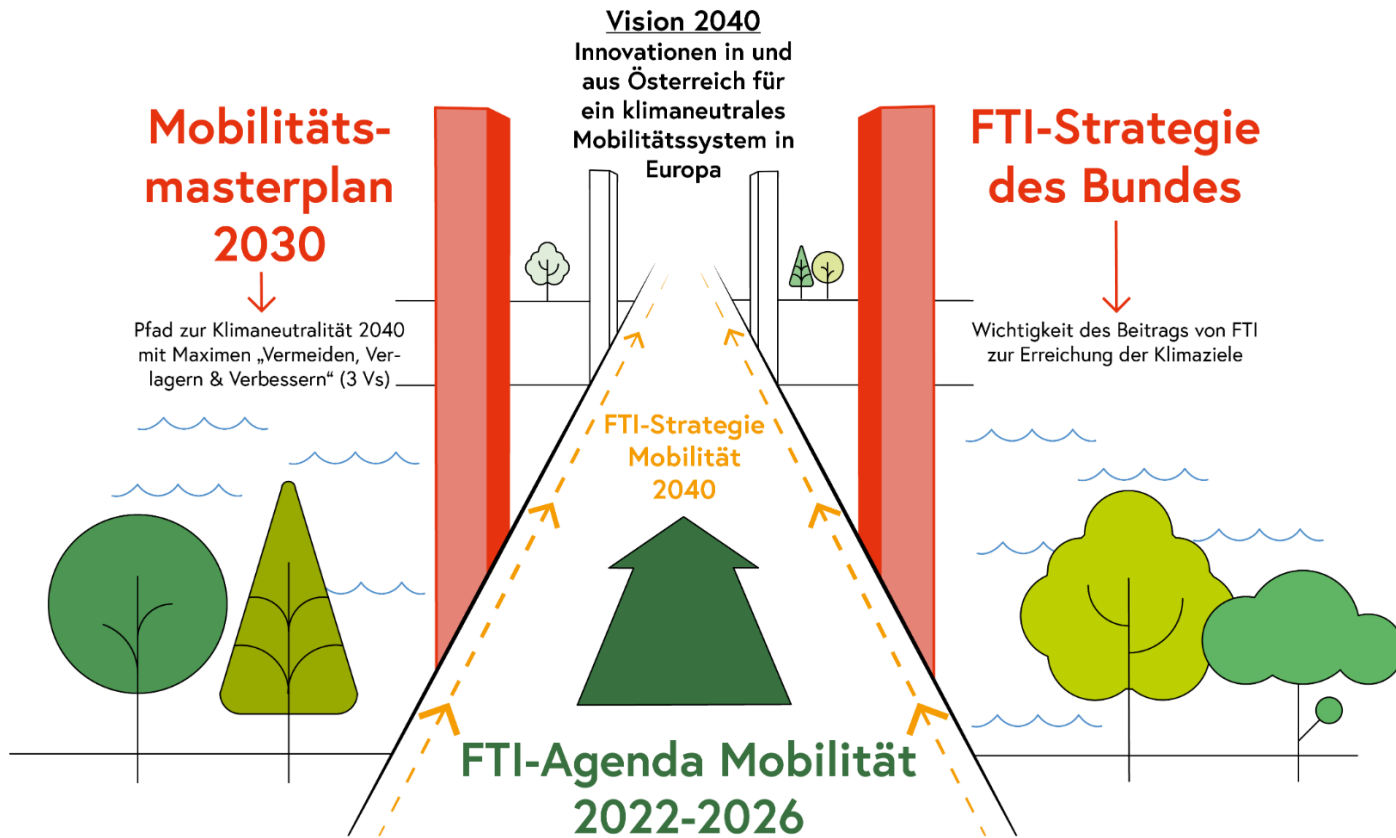 Vision 2040
Innovationen in und
aus Österreich für
ein klimaneutrales
Mobilitätssystem in
Europa
Mobilitäts-
masterplan
2030
Pfad zur Klimaneutralität 2040
mit Maximen „Vermeiden, Ver-
lagern & Verbessern“ (3 Vs)
FTI-Strategie
des Bundes
Wichtigkeit des Beitrags von FTI
zur Erreichung der Klimaziele
FTI-Strategie
Mobilität
2040
FTI-Agenda Mobilität
2022-2026